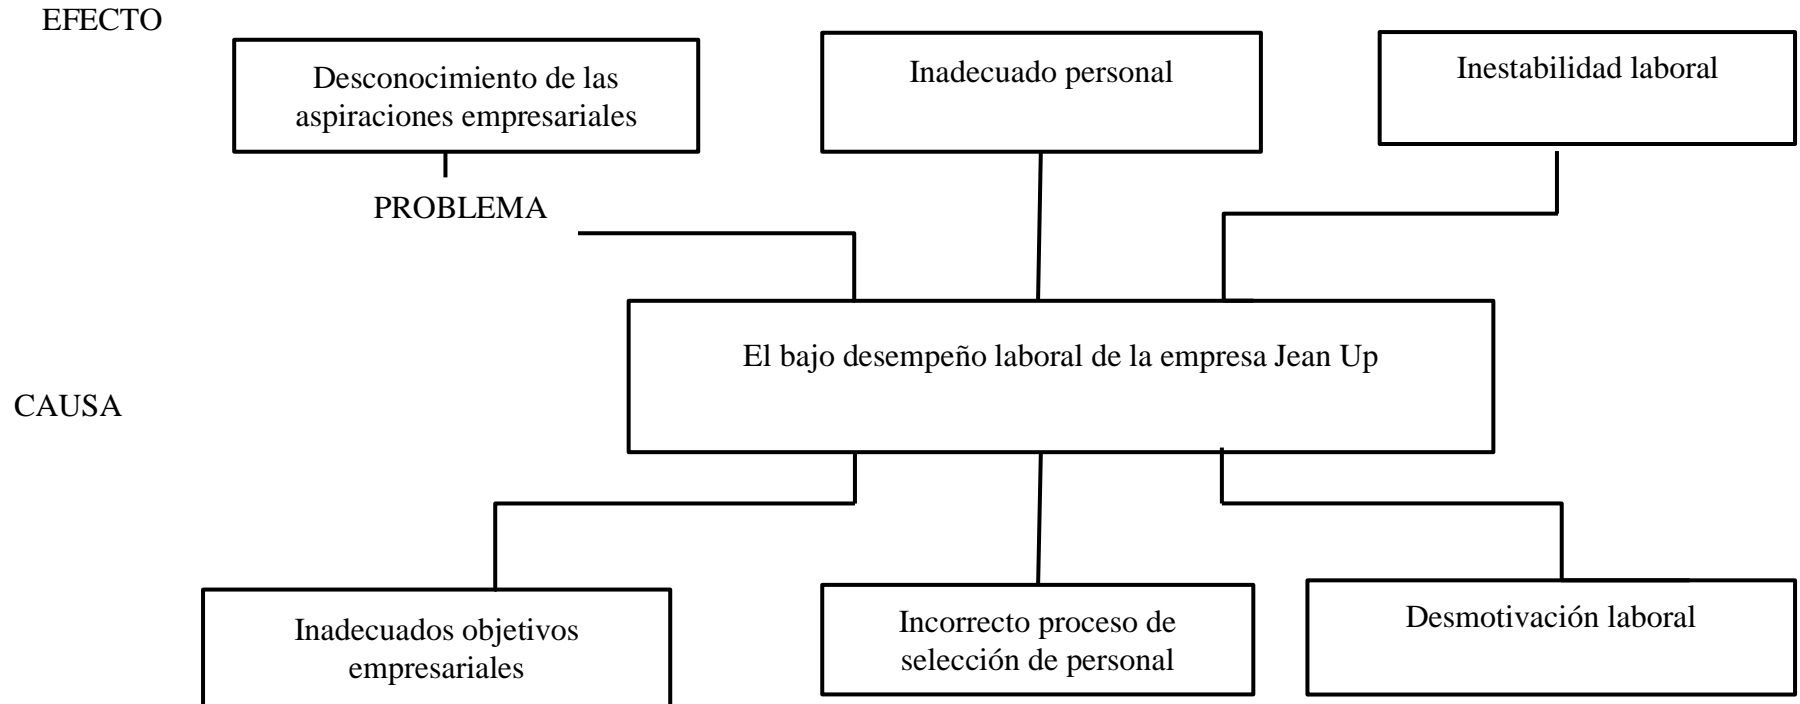 EFECTO
Desconocimiento de las
aspiraciones empresariales
Inadecuado personal
Inestabilidad laboral
PROBLEMA
El bajo desempeño laboral de la empresa Jean Up
CAUSA
Inadecuados objetivos
empresariales
Incorrecto proceso de
selección de personal
Desmotivación laboral